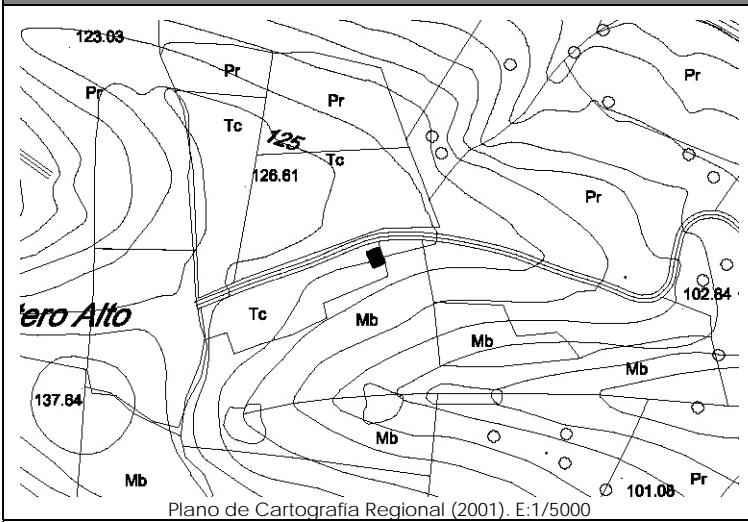 123.03
Pr
Pr
Pr
Pr
Tc
125
Tc
126.61
Pr
102.84
ero Alto
Tc
Mb
Mb
Mb
137.64
Mb
Mb
101.08
Pr
Plano de Cartografía Regional (2001). E:1/5000